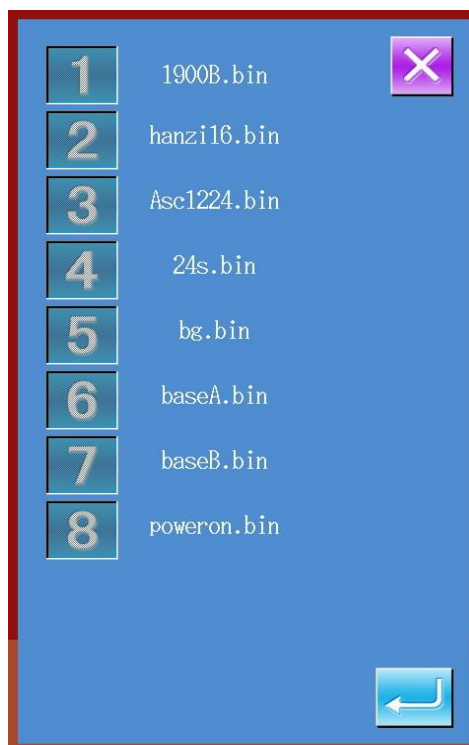 1 1900B.bin
2 hanzi16.bin
3 Asc1224.bin
4 24s.bin
5 bg.bin
6 baseA.bin
7 baseB.bin
8 poweron.bin